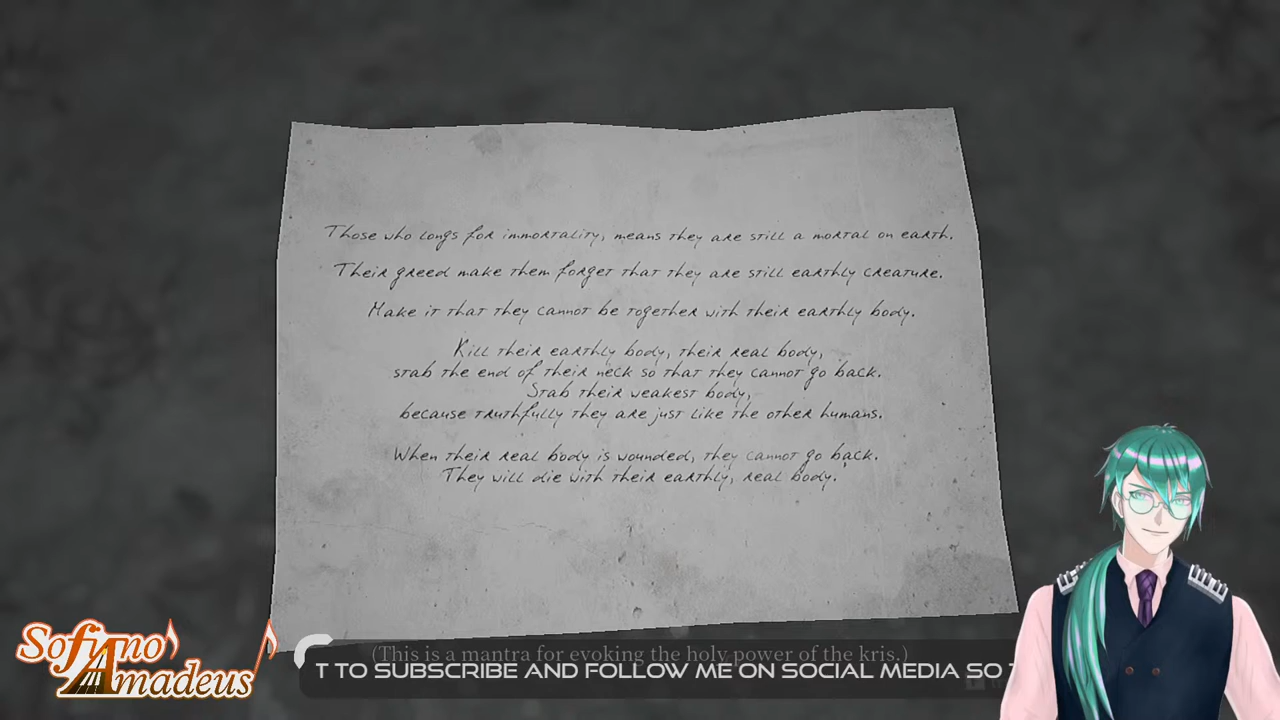 Those who longs for immortality, means they are still a mortal on earth.
Their greed make them forget that they are still earthly creature.
Make it that they cannot be together with their earthly body.
Kill their earthly body, their real body,
stab the end of their neck so that they cannot go back.
Stab their weakest body,
because truthfully they are just like the other humans.
When their real body is wounded, they cannot go back.
They will die with their earthly, real body.
(This is a mantra for evoking the holy power of the kris.)
T TO SUBSCRIBE AND FOLLOW ME ON SOCIAL MEDIA SO
Sofiano
Amadeus